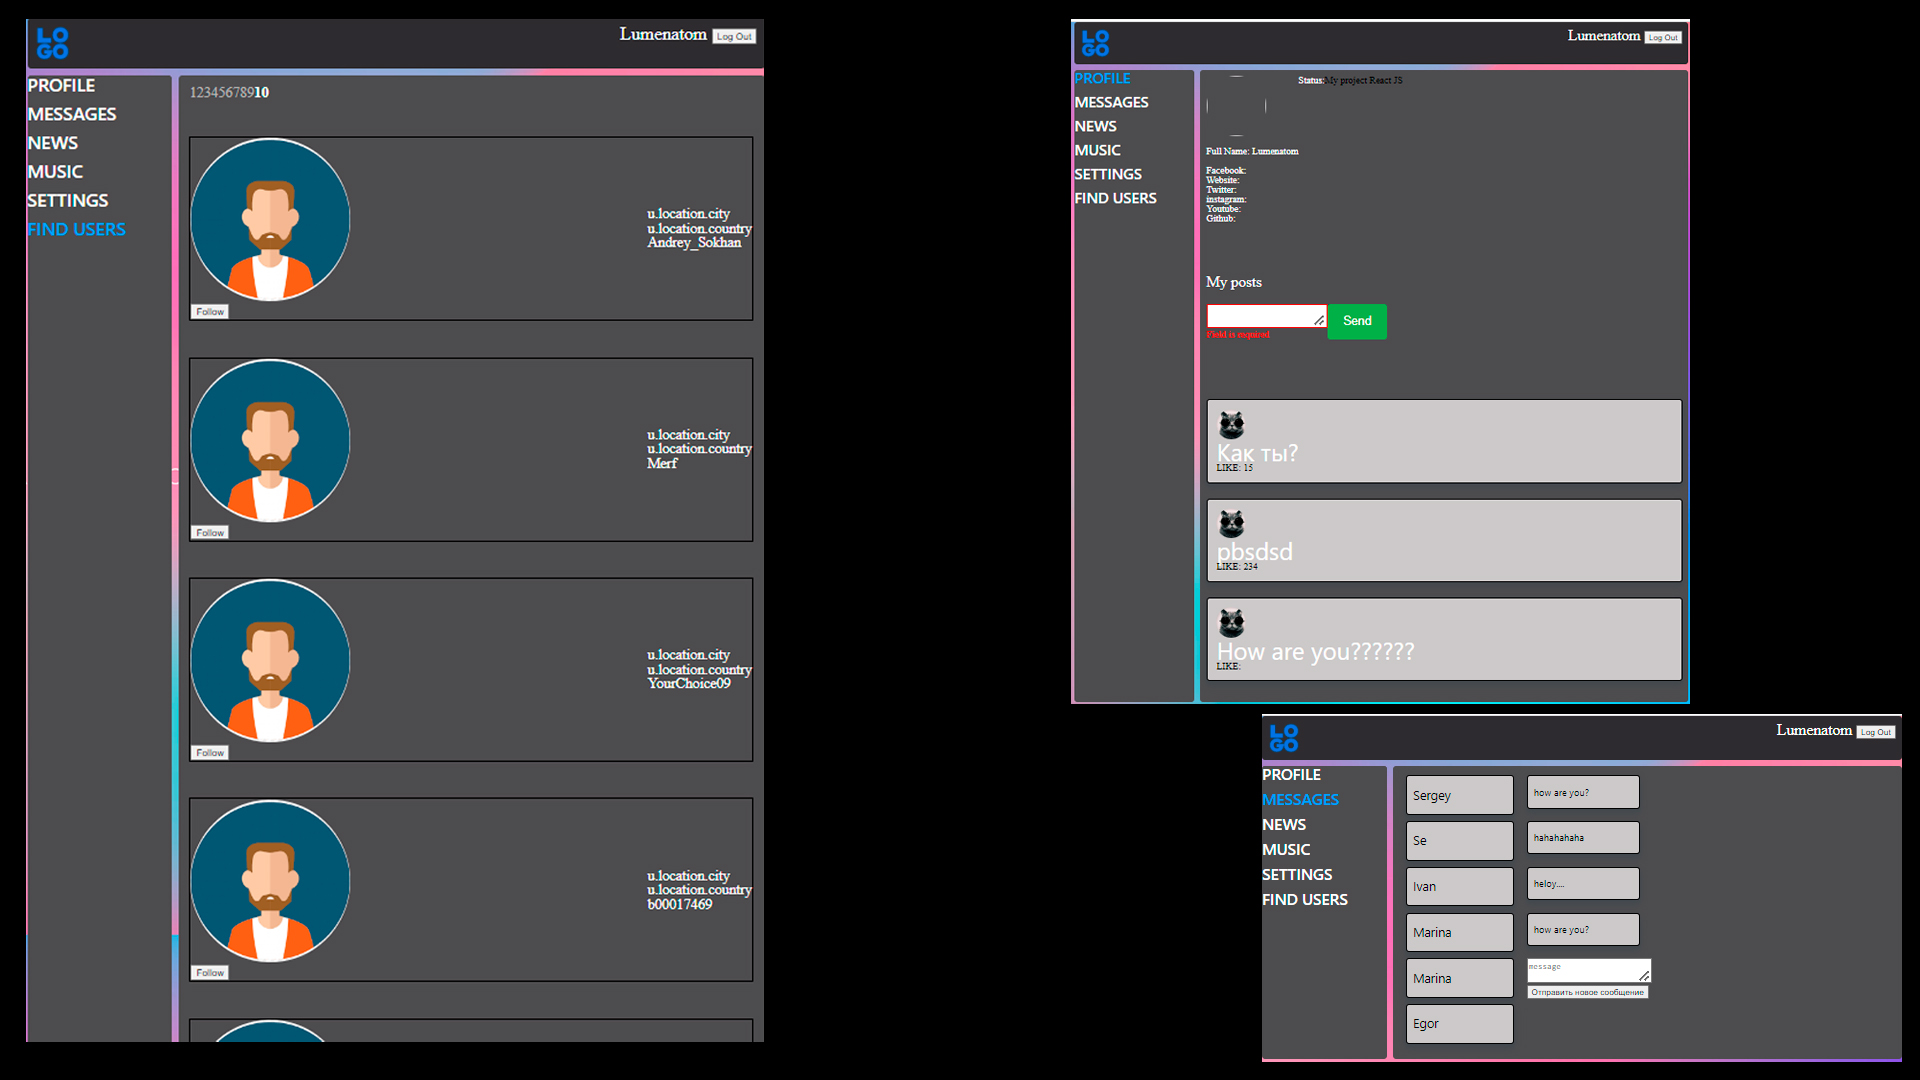 LO
GO
Lumenatom Log Out
PROFILE
MESSAGES
NEWS
MUSIC
SETTINGS
FIND USERS
12345678910
u.location.city
u.location.country
Andrey_Sokhan
Follow
u.location.city
u.location.country
Merf
Follow
u.location.city
u.location.country
YourChoice09
Follow
u.location.city
u.location.country
b00017469
Follow
LO
GO
Lumenatom Log Out
PROFILE
MESSAGES
NEWS
MUSIC
SETTINGS
FIND USERS
Status:My project React JS
Full Name: Lumenatom
Facebook:
Website:
Twitter:
instagram:
Youtube:
Github:
My posts
Send
Field is required
Как ты?
LIKE: 15
pbsdsd
LIKE: 234
How are you??????
LIKE:
LO
GO
Lumenatom Log Out
PROFILE
MESSAGES
NEWS
MUSIC
SETTINGS
FIND USERS
Sergey
Se
Ivan
Marina
Marina
Egor
how are you?
hahahahaha
heloy....
how are you?
message
Отправить новое сообщение